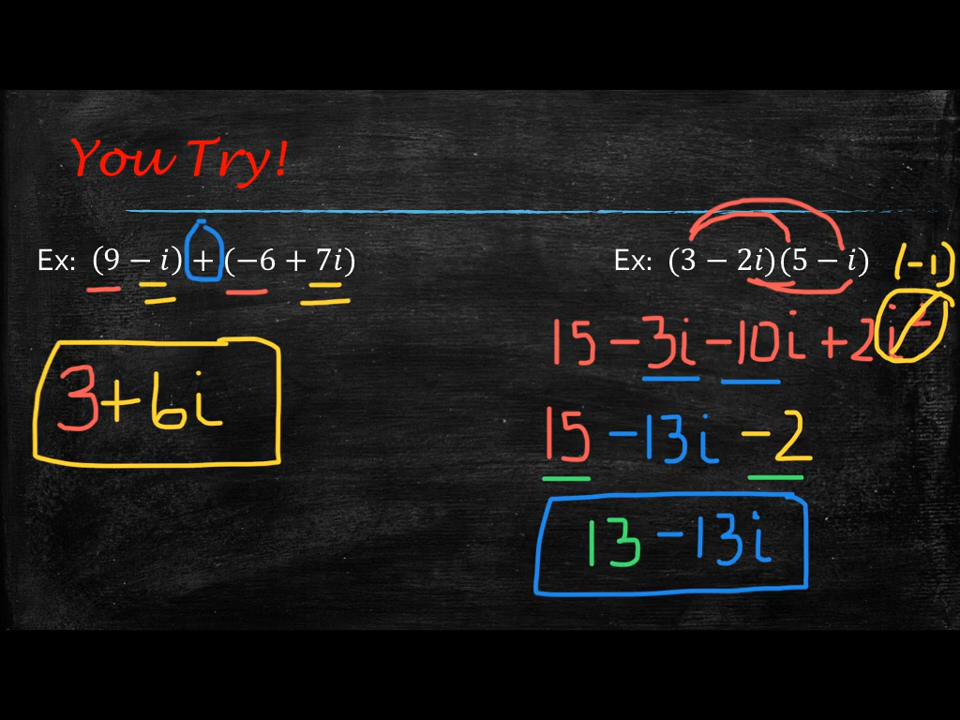 You Try!
Ex: (9 − i) + (−6 + 7i)
3+6i
Ex: (3 − 2i)(5 − i)
(-1)
15 -3i -10i +2i²
15 -13i -2
13 -13i